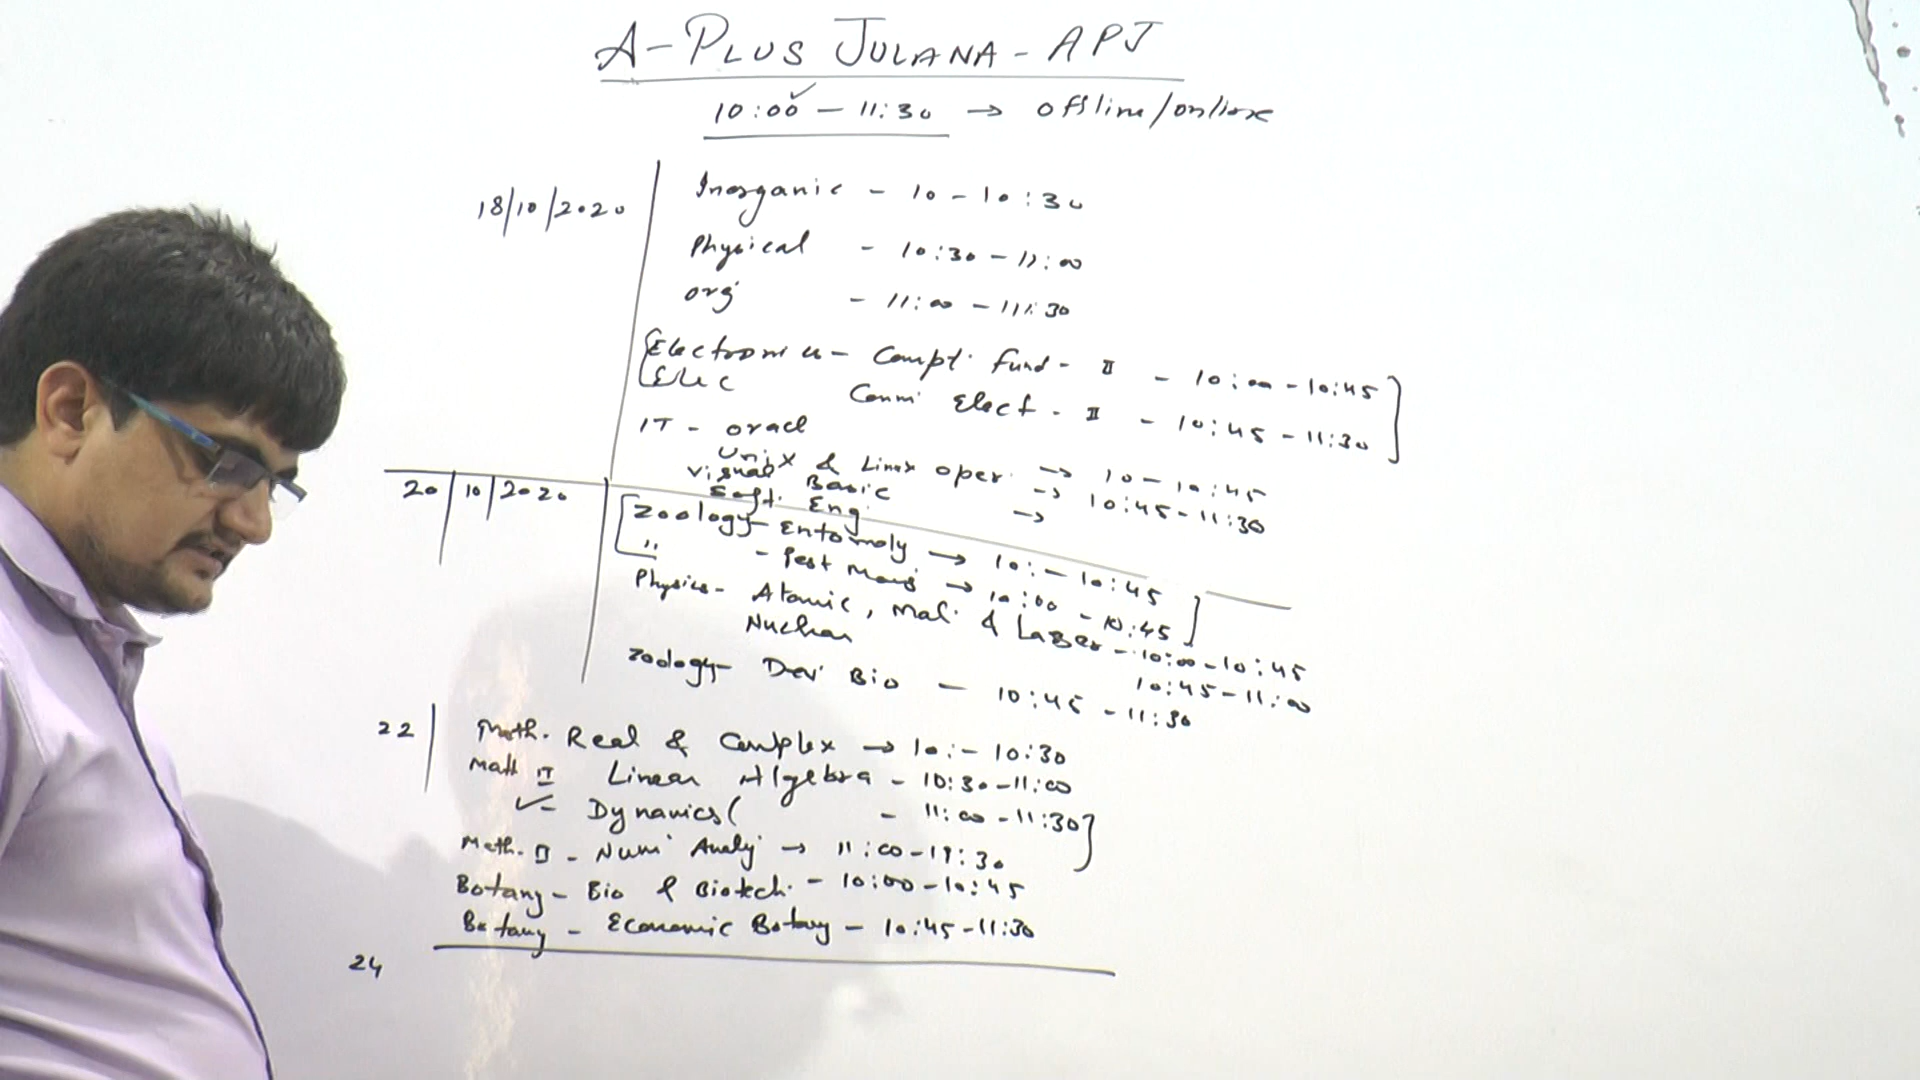 A-PLUS JULANA - APJ
10:00 - 11:30 → offline/online
18/10/2020
Inorganic - 10 - 10:30
Physical - 10:30 - 11:00
org - 11:00 - 11:30
Electronics - Compt. fund - II - 10:00 - 10:45
Elec Comm. Elect. - II - 10:45 - 11:30
IT - oracl
Unix & Linux oper. → 10 - 10:45
Visual Basic → 10:45 - 11:30
Soft. Eng. →
20/10/2020
Zoology - Entomoly → 10: - 10:45
" - Pest Mang → 10:00 - 10:45
Physics - Atomic, Mol. & Laser - 10:00 - 10:45
Nuclear 10:45 - 11:00
Zoology - Dev. Bio - 10:45 - 11:30
22
Math. Real & Complex → 10: - 10:30
Math II Linear Algebra - 10:30 - 11:00
Dynamics ( - 11:00 - 11:30
Math. II - Num. Analy. → 11:00 - 11:30
Botany - Bio & Biotech. - 10:00 - 10:45
Botany - Economic Botany - 10:45 - 11:30
24